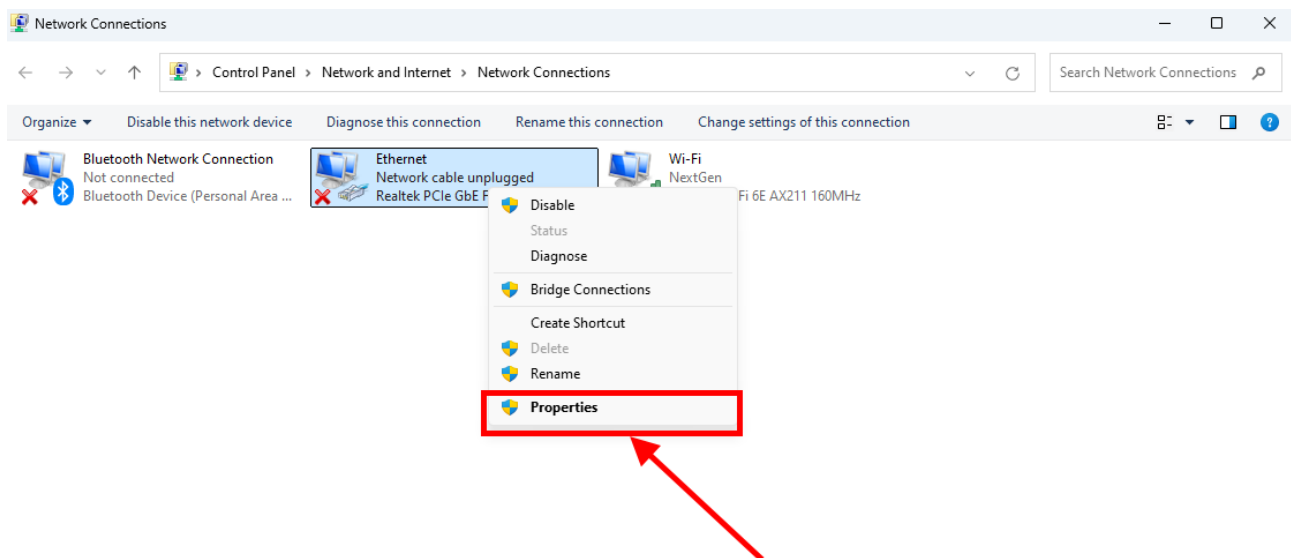 Network Connections
Control Panel > Network and Internet > Network Connections
Search Network Connections
Organize Disable this network device Diagnose this connection Rename this connection Change settings of this connection
Bluetooth Network Connection
Not connected
Bluetooth Device (Personal Area ...
Ethernet
Network cable unplugged
Realtek PCIe GbE F
Wi-Fi
NextGen
Fi 6E AX211 160MHz
Disable
Status
Diagnose
Bridge Connections
Create Shortcut
Delete
Rename
Properties